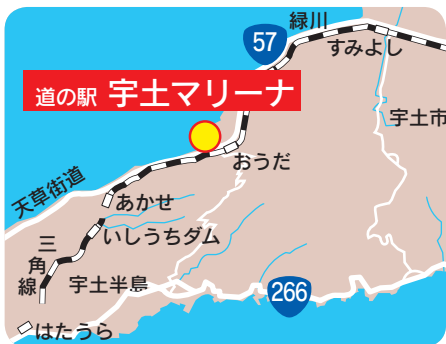 緑川
57
すみよし
道の駅 宇土マリーナ
宇土市
おうだ
天草街道
あかせ
いしうちダム
三角線
宇土半島
266
はたうら